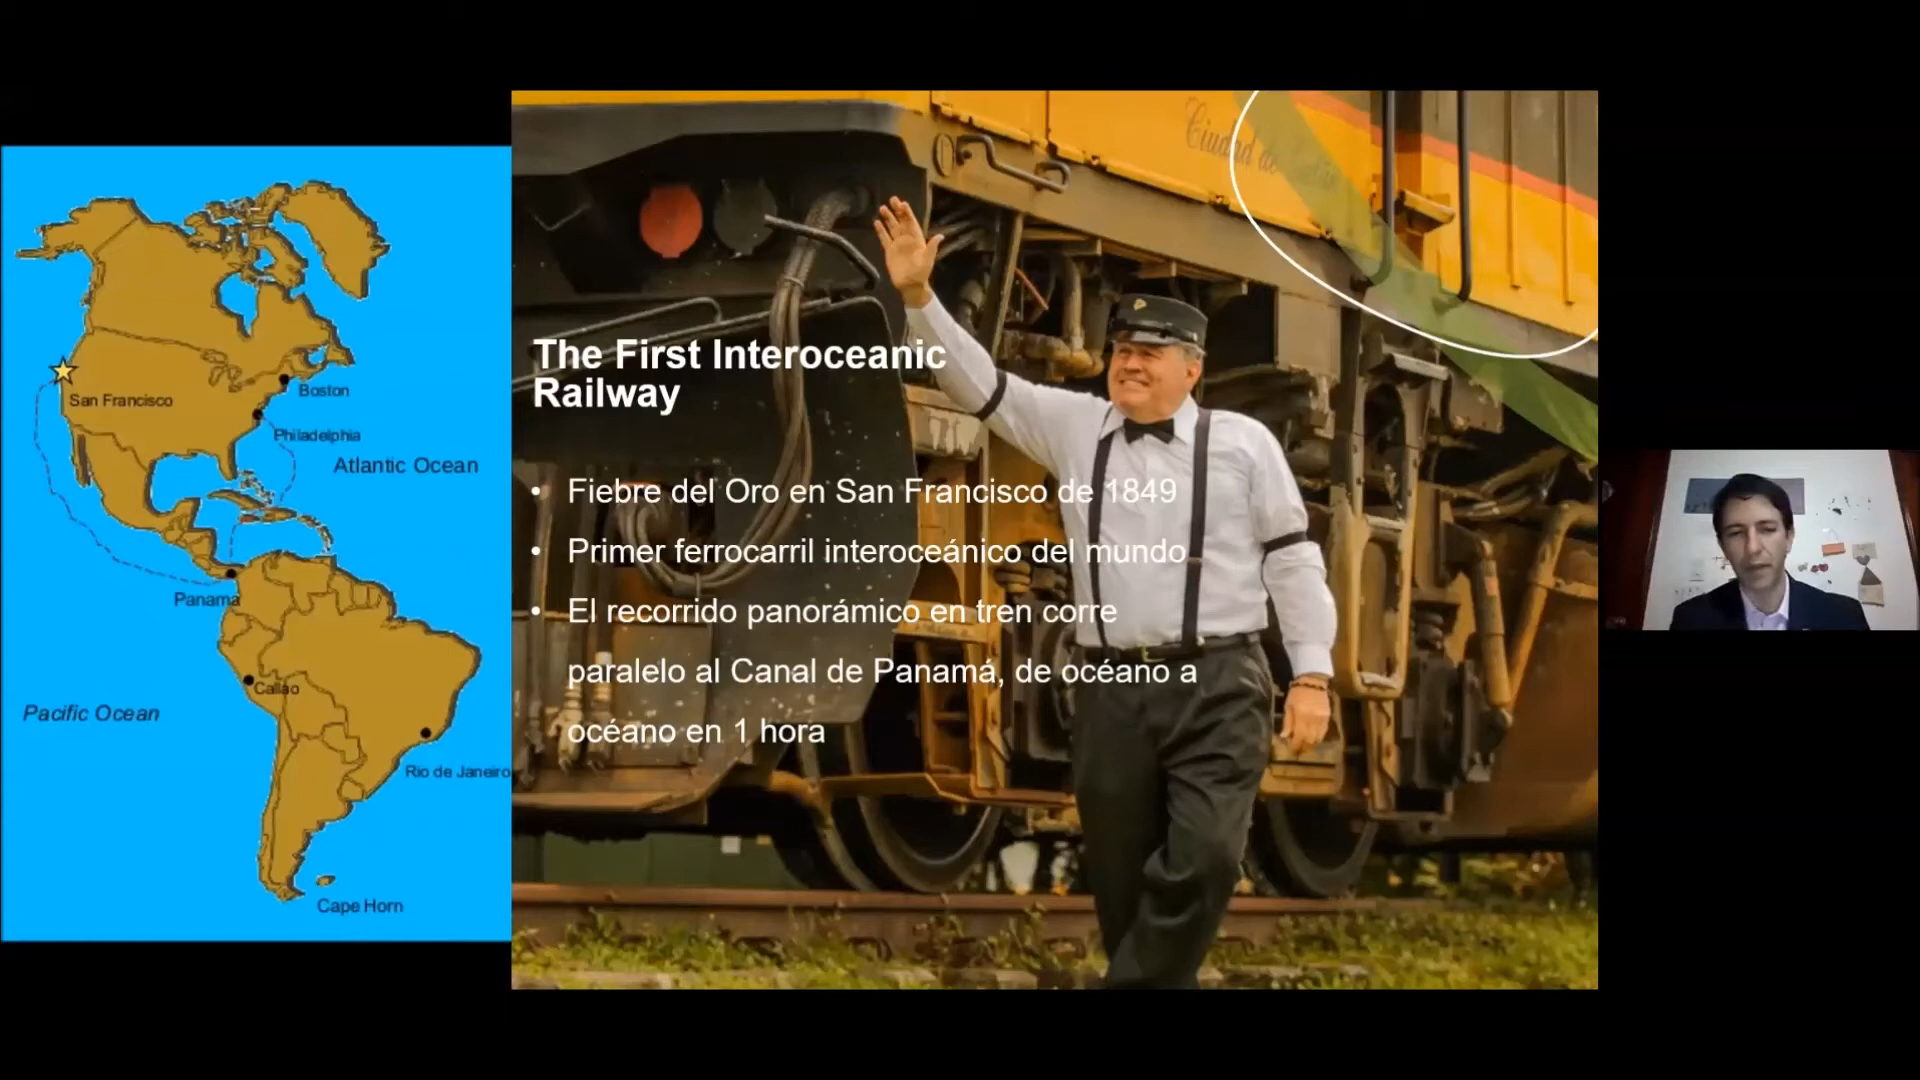 San Francisco
Boston
Philadelphia
Atlantic Ocean
Panama
Callao
Pacific Ocean
Rio de Janeiro
Cape Horn
Ciudad de
The First Interoceanic
Railway
• Fiebre del Oro en San Francisco de 1849
• Primer ferrocarril interoceánico del mundo
• El recorrido panorámico en tren corre
paralelo al Canal de Panamá, de océano a
océano en 1 hora